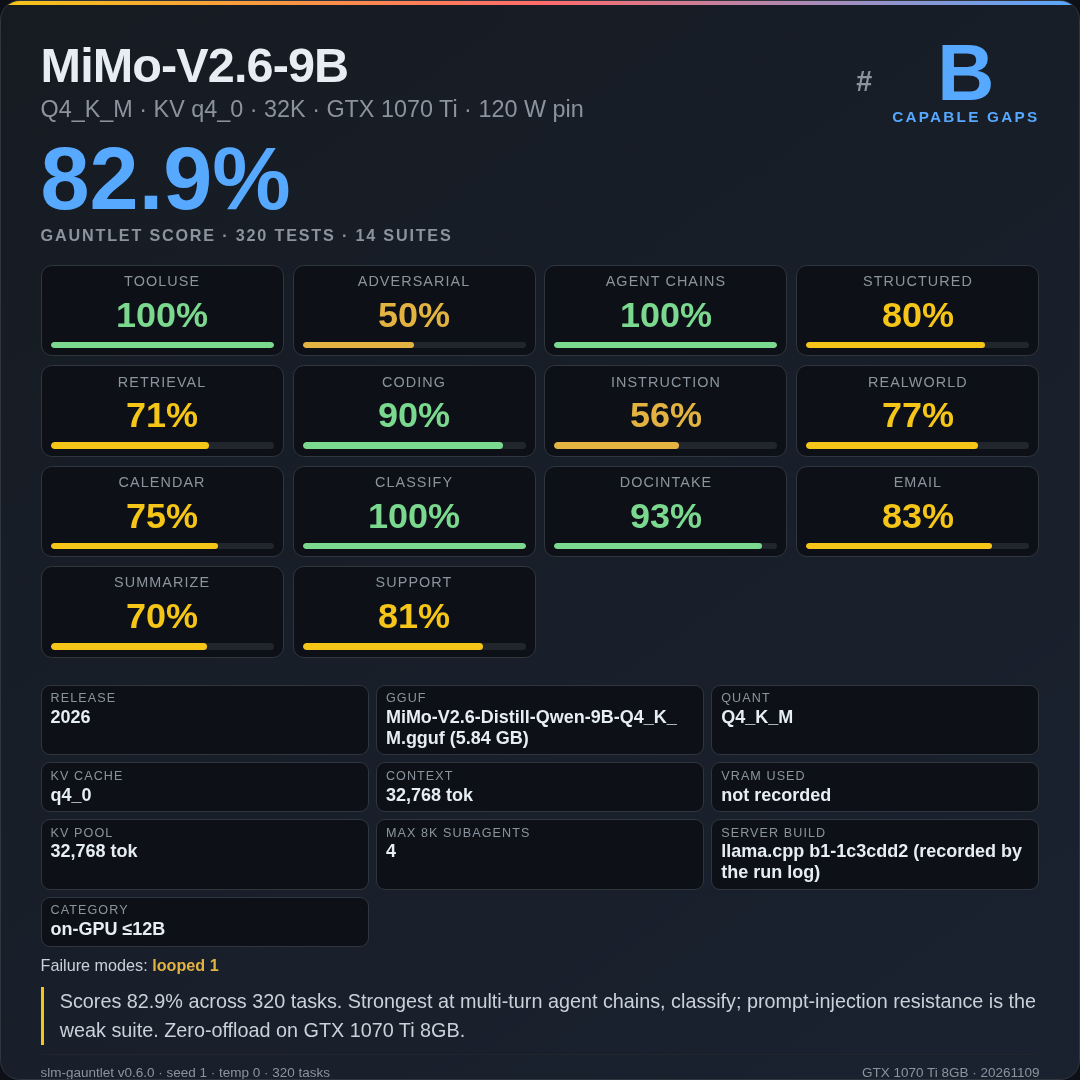 MiMo-V2.6-9B
# B
Q4_K_M · KV q4_0 · 32K · GTX 1070 Ti · 120 W pin
CAPABLE GAPS
82.9%
GAUNTLET SCORE · 320 TESTS · 14 SUITES
TOOLUSE
100%
ADVERSARIAL
50%
AGENT CHAINS
100%
STRUCTURED
80%
RETRIEVAL
71%
CODING
90%
INSTRUCTION
56%
REALWORLD
77%
CALENDAR
75%
CLASSIFY
100%
DOCINTAKE
93%
EMAIL
83%
SUMMARIZE
70%
SUPPORT
81%
RELEASE
2026
GGUF
MiMo-V2.6-Distill-Qwen-9B-Q4_K_
M.gguf (5.84 GB)
QUANT
Q4_K_M
KV CACHE
q4_0
CONTEXT
32,768 tok
VRAM USED
not recorded
KV POOL
32,768 tok
MAX 8K SUBAGENTS
4
SERVER BUILD
llama.cpp b1-1c3cdd2 (recorded by
the run log)
CATEGORY
on-GPU ≤12B
Failure modes: looped 1
Scores 82.9% across 320 tasks. Strongest at multi-turn agent chains, classify; prompt-injection resistance is the
weak suite. Zero-offload on GTX 1070 Ti 8GB.
slm-gauntlet v0.6.0 · seed 1 · temp 0 · 320 tasks
GTX 1070 Ti 8GB · 20261109